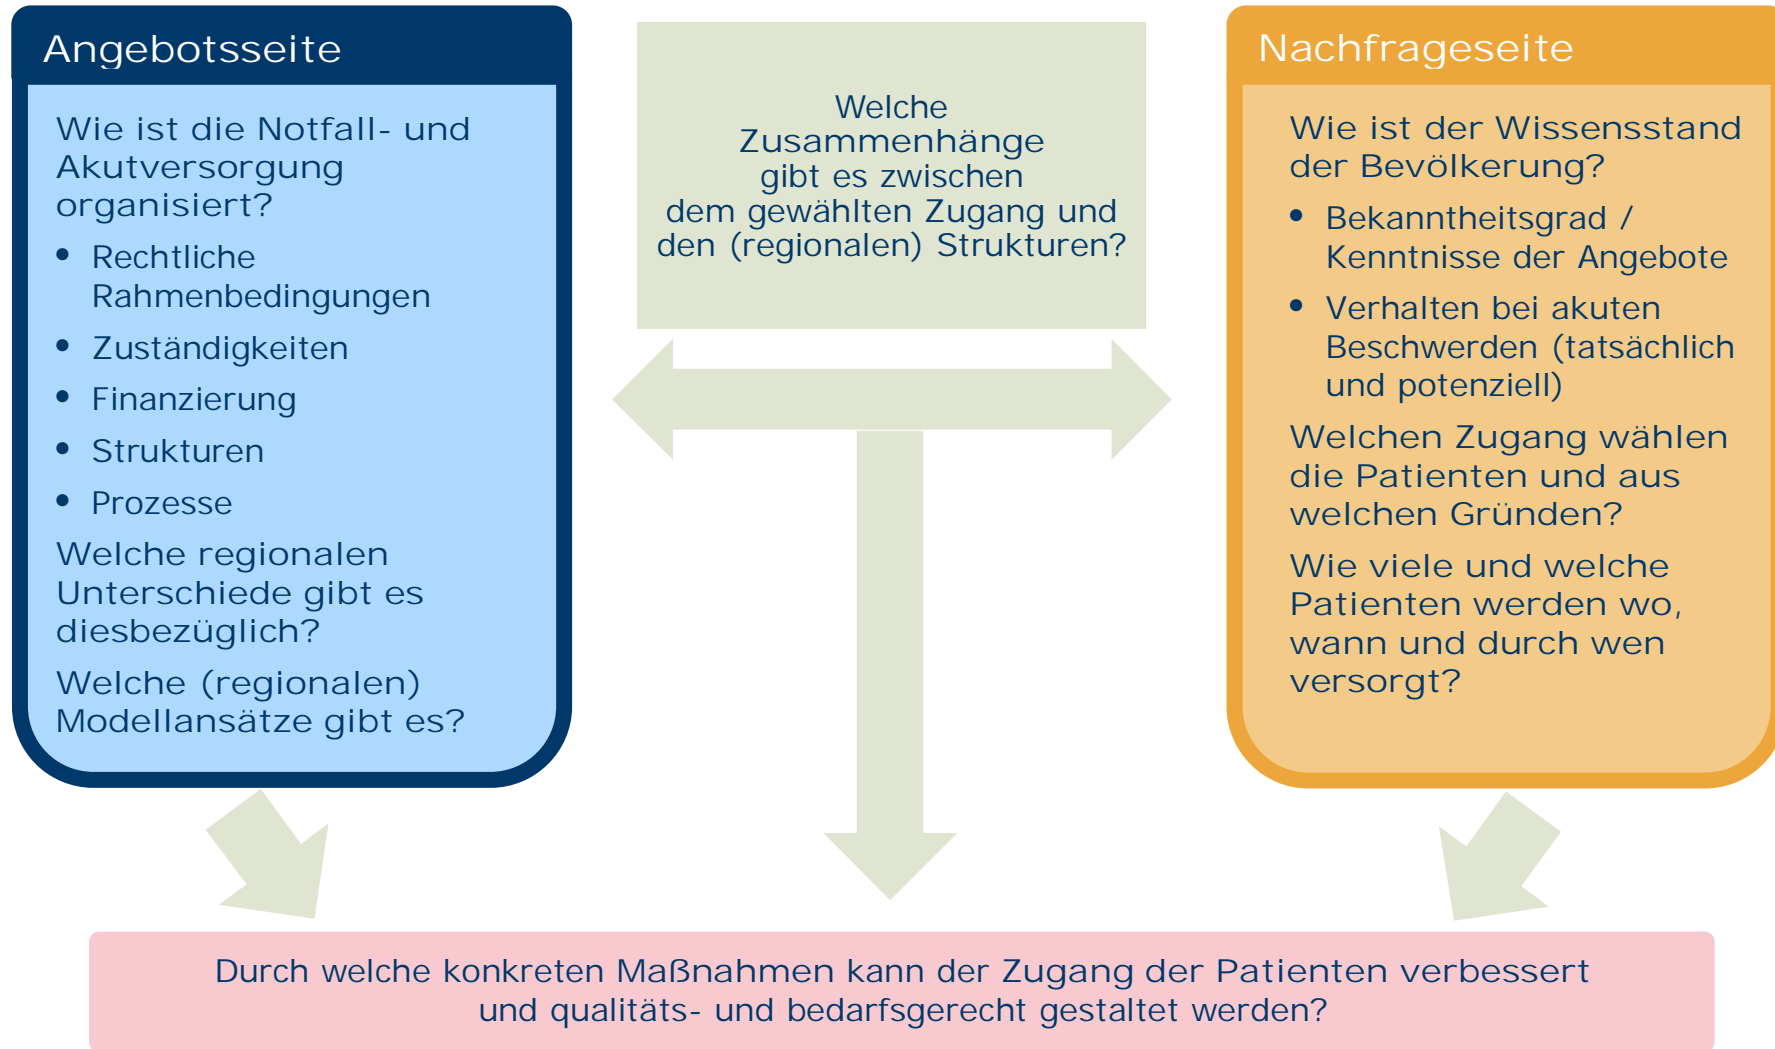 Angebotsseite
Wie ist die Notfall- und
Akutversorgung
organisiert?
• Rechtliche
Rahmenbedingungen
• Zuständigkeiten
• Finanzierung
• Strukturen
• Prozesse
Welche regionalen
Unterschiede gibt es
diesbezüglich?
Welche (regionalen)
Modellansätze gibt es?
Welche
Zusammenhänge
gibt es zwischen
dem gewählten Zugang und
den (regionalen) Strukturen?
Nachfrageseite
Wie ist der Wissensstand
der Bevölkerung?
• Bekanntheitsgrad /
Kenntnisse der Angebote
• Verhalten bei akuten
Beschwerden (tatsächlich
und potenziell)
Welchen Zugang wählen
die Patienten und aus
welchen Gründen?
Wie viele und welche
Patienten werden wo,
wann und durch wen
versorgt?
Durch welche konkreten Maßnahmen kann der Zugang der Patienten verbessert
und qualitäts- und bedarfsgerecht gestaltet werden?